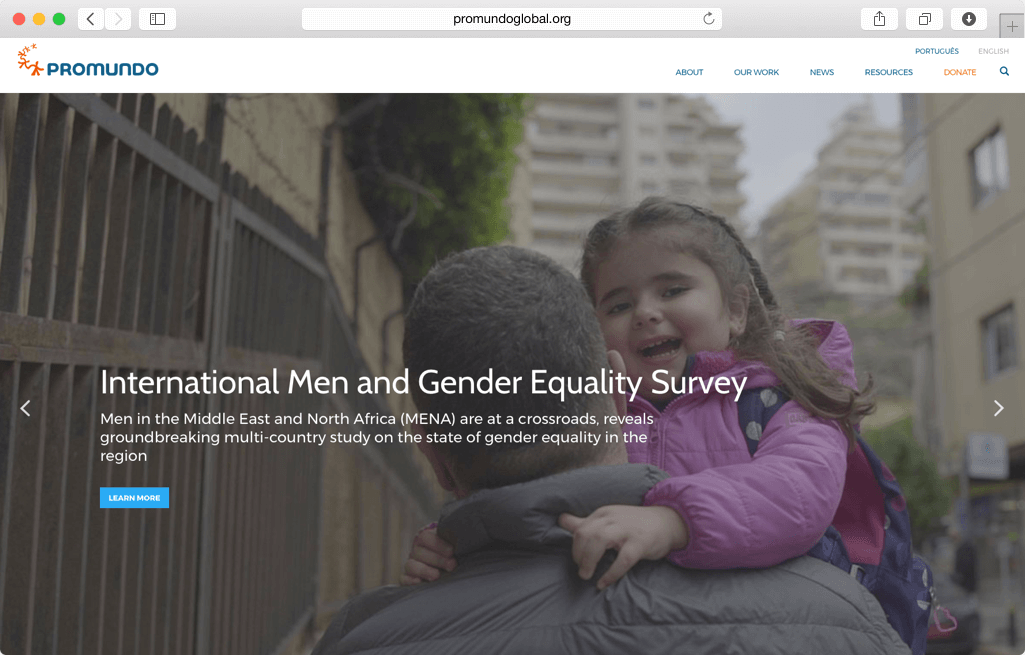 promundoglobal.org
PORTUGUÊS ENGLISH
PROMUNDO
ABOUT OUR WORK NEWS RESOURCES DONATE
International Men and Gender Equality Survey
Men in the Middle East and North Africa (MENA) are at a crossroads, reveals
groundbreaking multi-country study on the state of gender equality in the
region
LEARN MORE